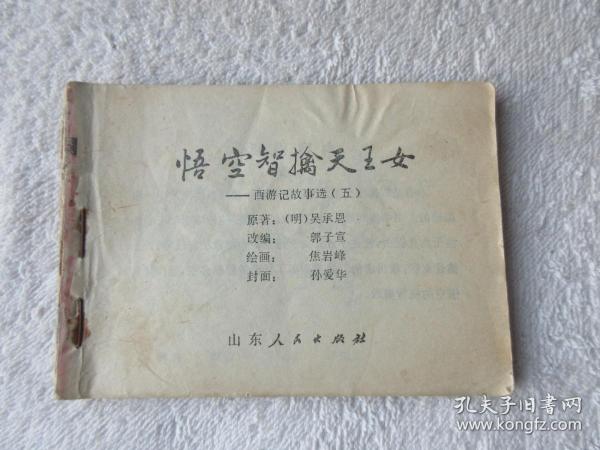 悟空智擒天王女
——西游记故事选(五)
原著：(明)吴承恩
改编： 郭子宣
绘画： 焦岩峰
封面： 孙爱华
山东人民出版社
孔夫子旧书网
www.kongfz.com